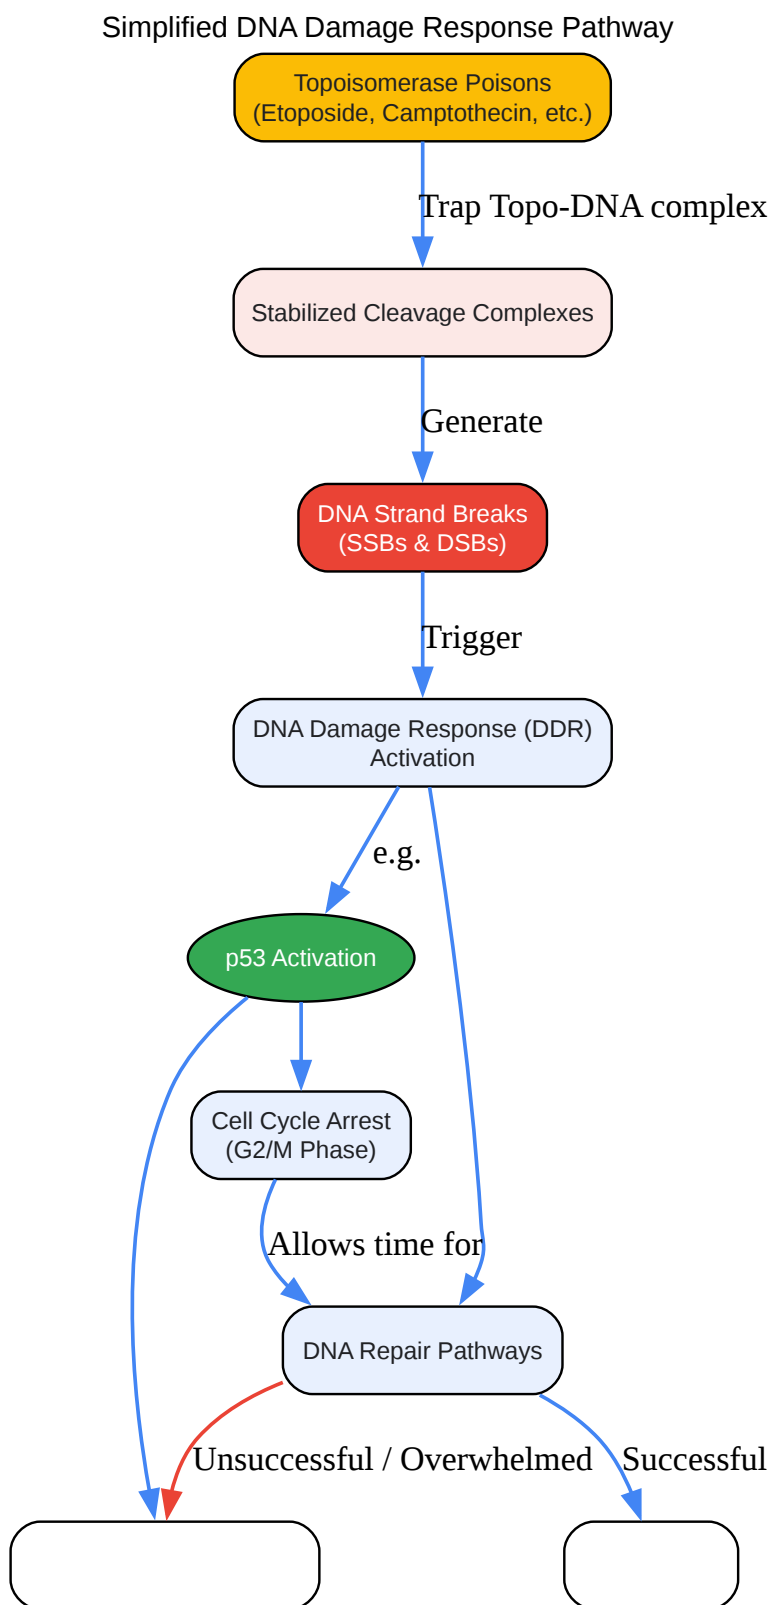 Simplified DNA Damage Response Pathway
Topoisomerase Poisons
(Etoposide, Camptothecin, etc.)
Trap Topo-DNA complex
Stabilized Cleavage Complexes
Generate
DNA Strand Breaks
(SSBs & DSBs)
Trigger
DNA Damage Response (DDR)
Activation
e.g.
p53 Activation
Cell Cycle Arrest
(G2/M Phase)
Allows time for
DNA Repair Pathways
Unsuccessful / Overwhelmed
Successful